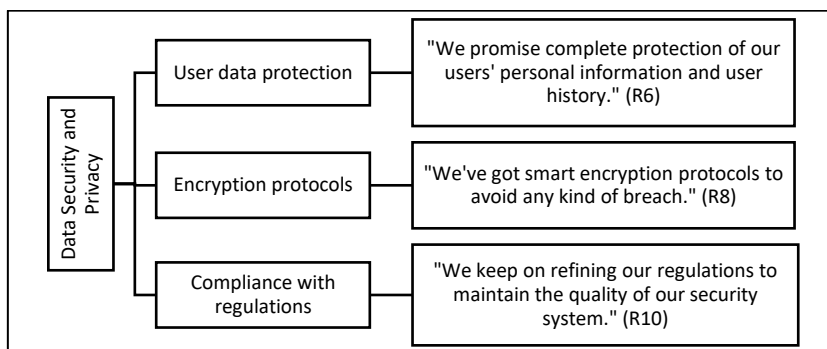 Data Security and
Privacy
User data protection
"We promise complete protection of our
users' personal information and user
history." (R6)
Encryption protocols
"We've got smart encryption protocols to
avoid any kind of breach." (R8)
Compliance with
regulations
"We keep on refining our regulations to
maintain the quality of our security
system." (R10)